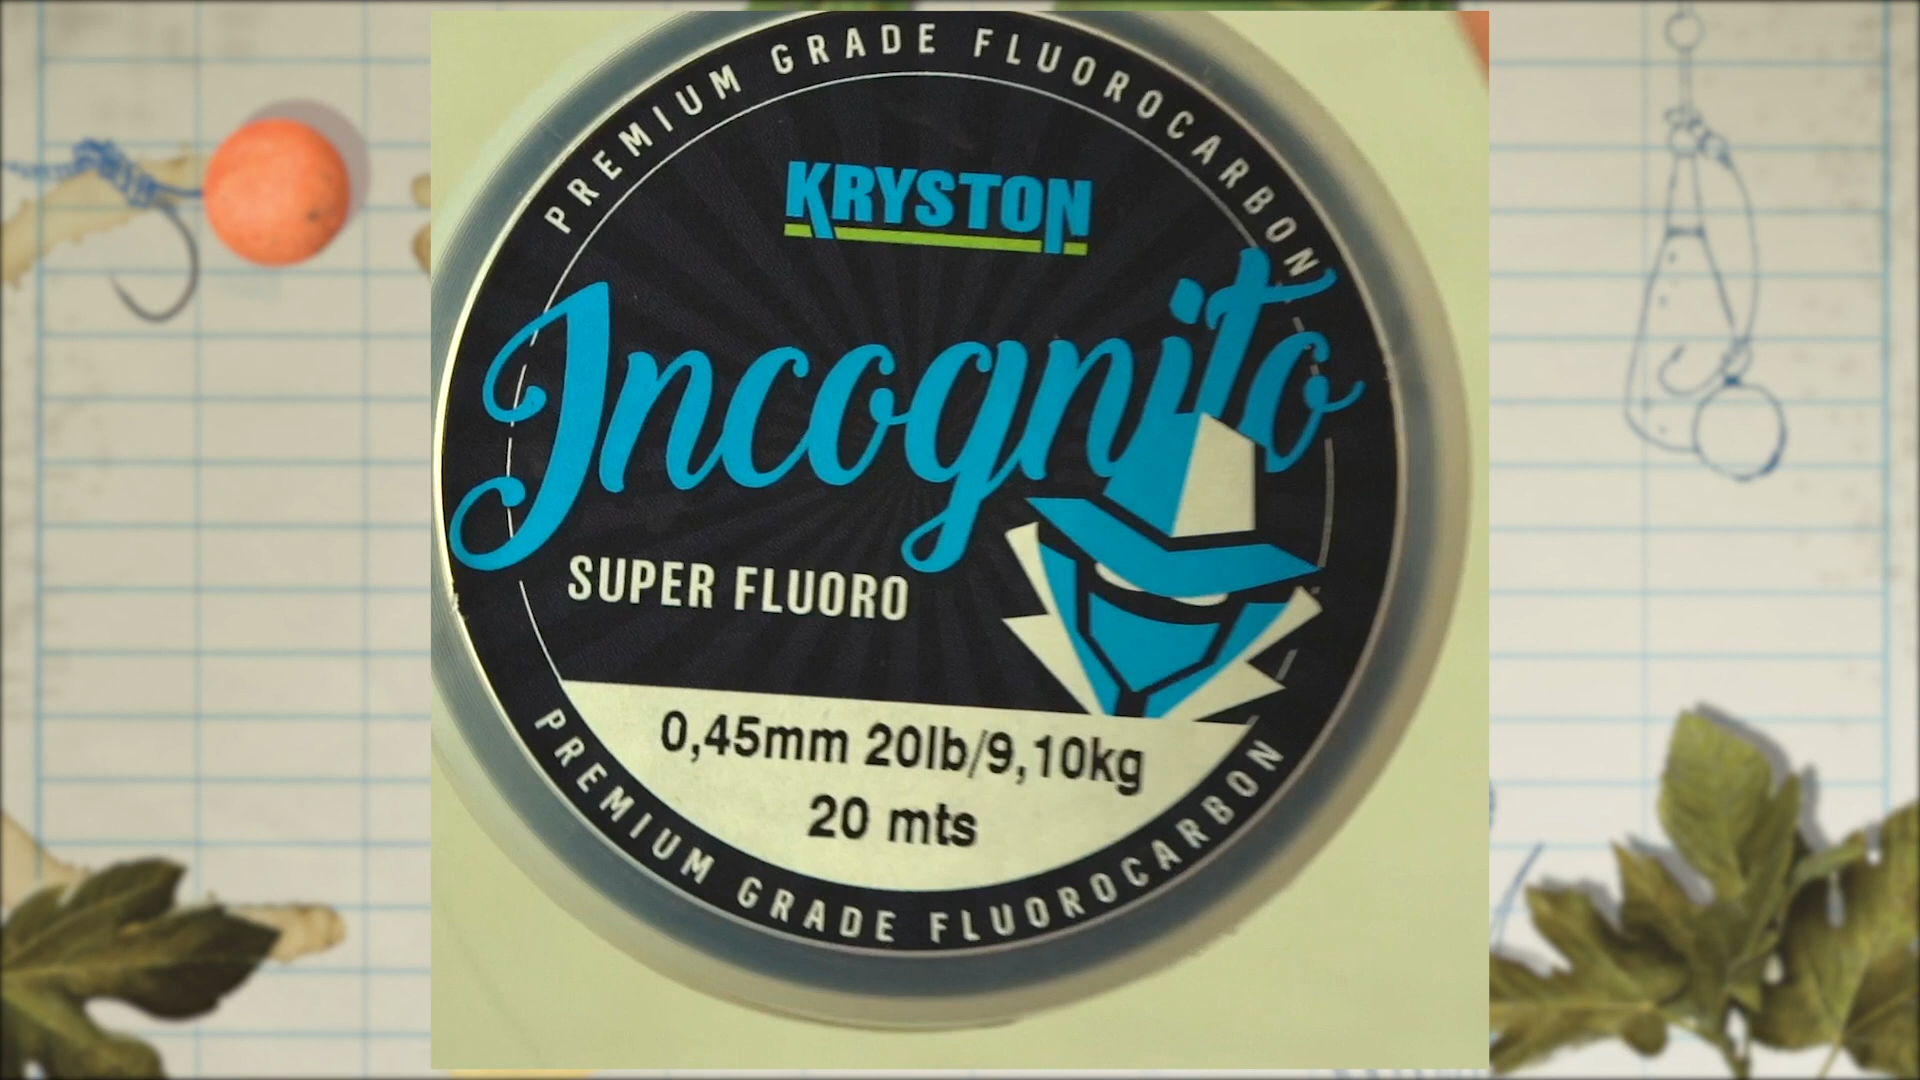 PREMIUM GRADE FLUOROCARBON
KRYSTON
Incognito
SUPER FLUORO
0,45mm 20lb/9,10kg
20 mts
PREMIUM GRADE FLUOROCARBON